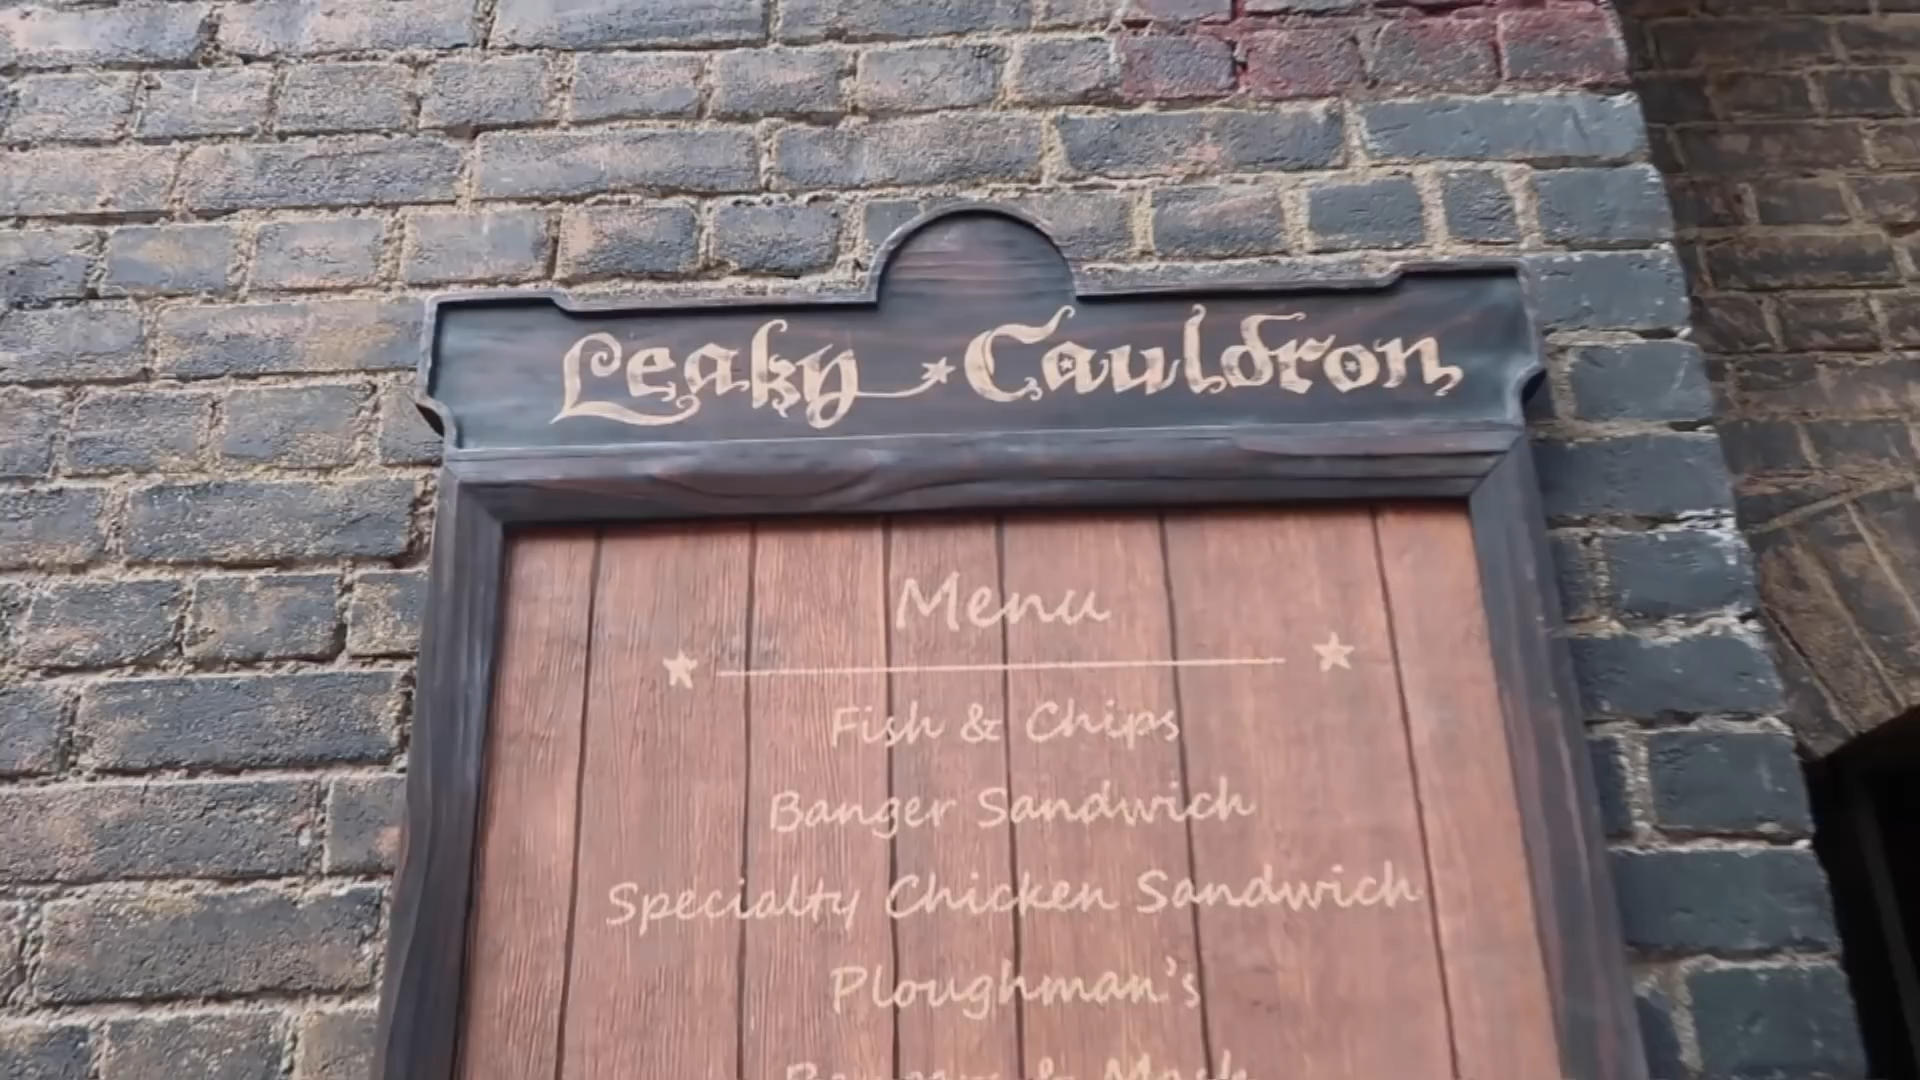 Leaky Cauldron
Menu
Fish & Chips
Banger Sandwich
Specialty Chicken Sandwich
Ploughman's